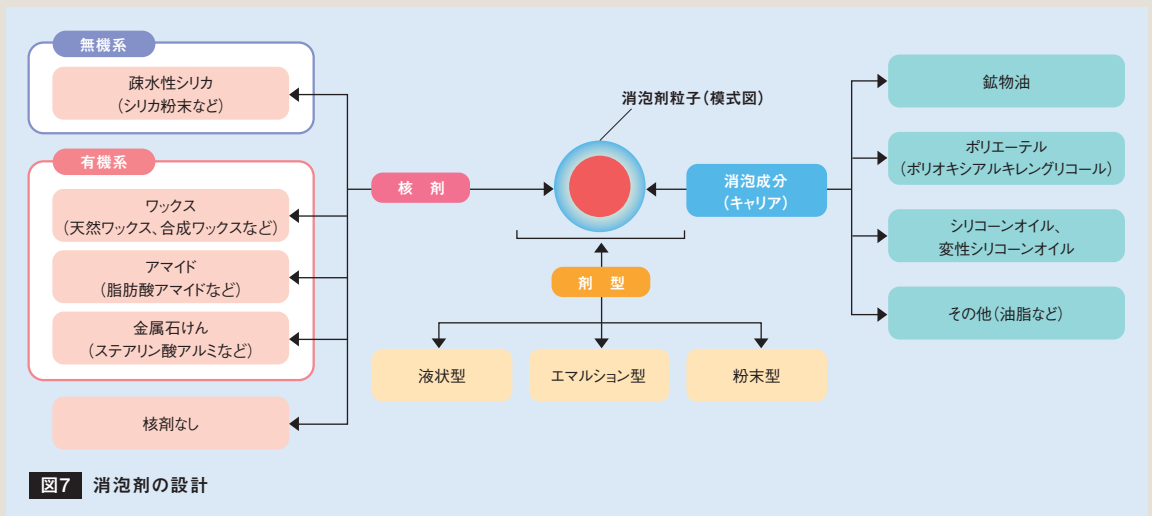 無機系
疎水性シリカ
（シリカ粉末など）
有機系
ワックス
（天然ワックス、合成ワックスなど）
アマイド
（脂肪酸アマイドなど）
金属石けん
（ステアリン酸アルミなど）
核剤なし
核　剤
消泡剤粒子（模式図）
消泡成分
（キャリア）
剤　型
液状型
エマルション型
粉末型
鉱物油
ポリエーテル
（ポリオキシアルキレングリコール）
シリコーンオイル、
変性シリコーンオイル
その他（油脂など）
図7　消泡剤の設計